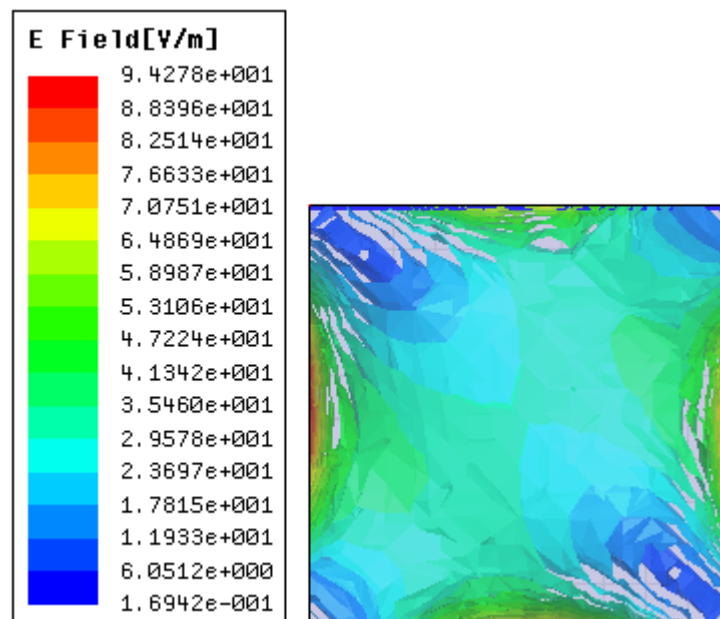 E Field[V/m]
9.4278e+001
8.8396e+001
8.2514e+001
7.6633e+001
7.0751e+001
6.4869e+001
5.8987e+001
5.3106e+001
4.7224e+001
4.1342e+001
3.5460e+001
2.9578e+001
2.3697e+001
1.7815e+001
1.1933e+001
6.0512e+000
1.6942e-001